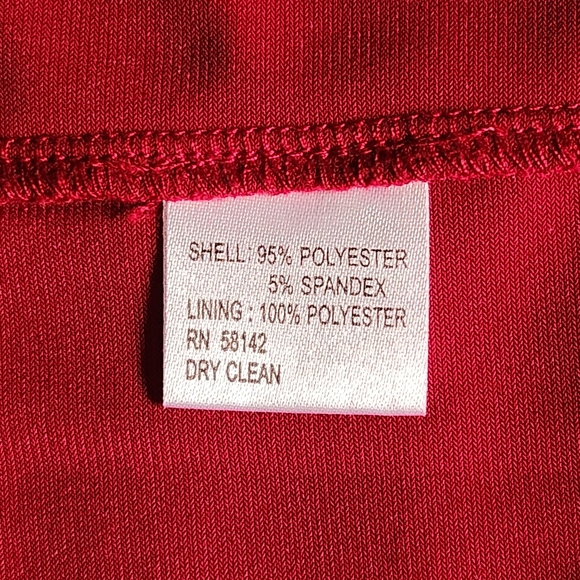 SHELL: 95% POLYESTER
5% SPANDEX
LINING : 100% POLYESTER
RN 58142
DRY CLEAN